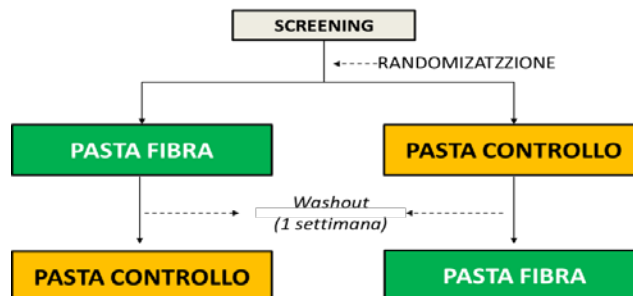 SCREENING
RANDOMIZATZZIONE
PASTA FIBRA
PASTA CONTROLLO
Washout
(1 settimana)
PASTA CONTROLLO
PASTA FIBRA